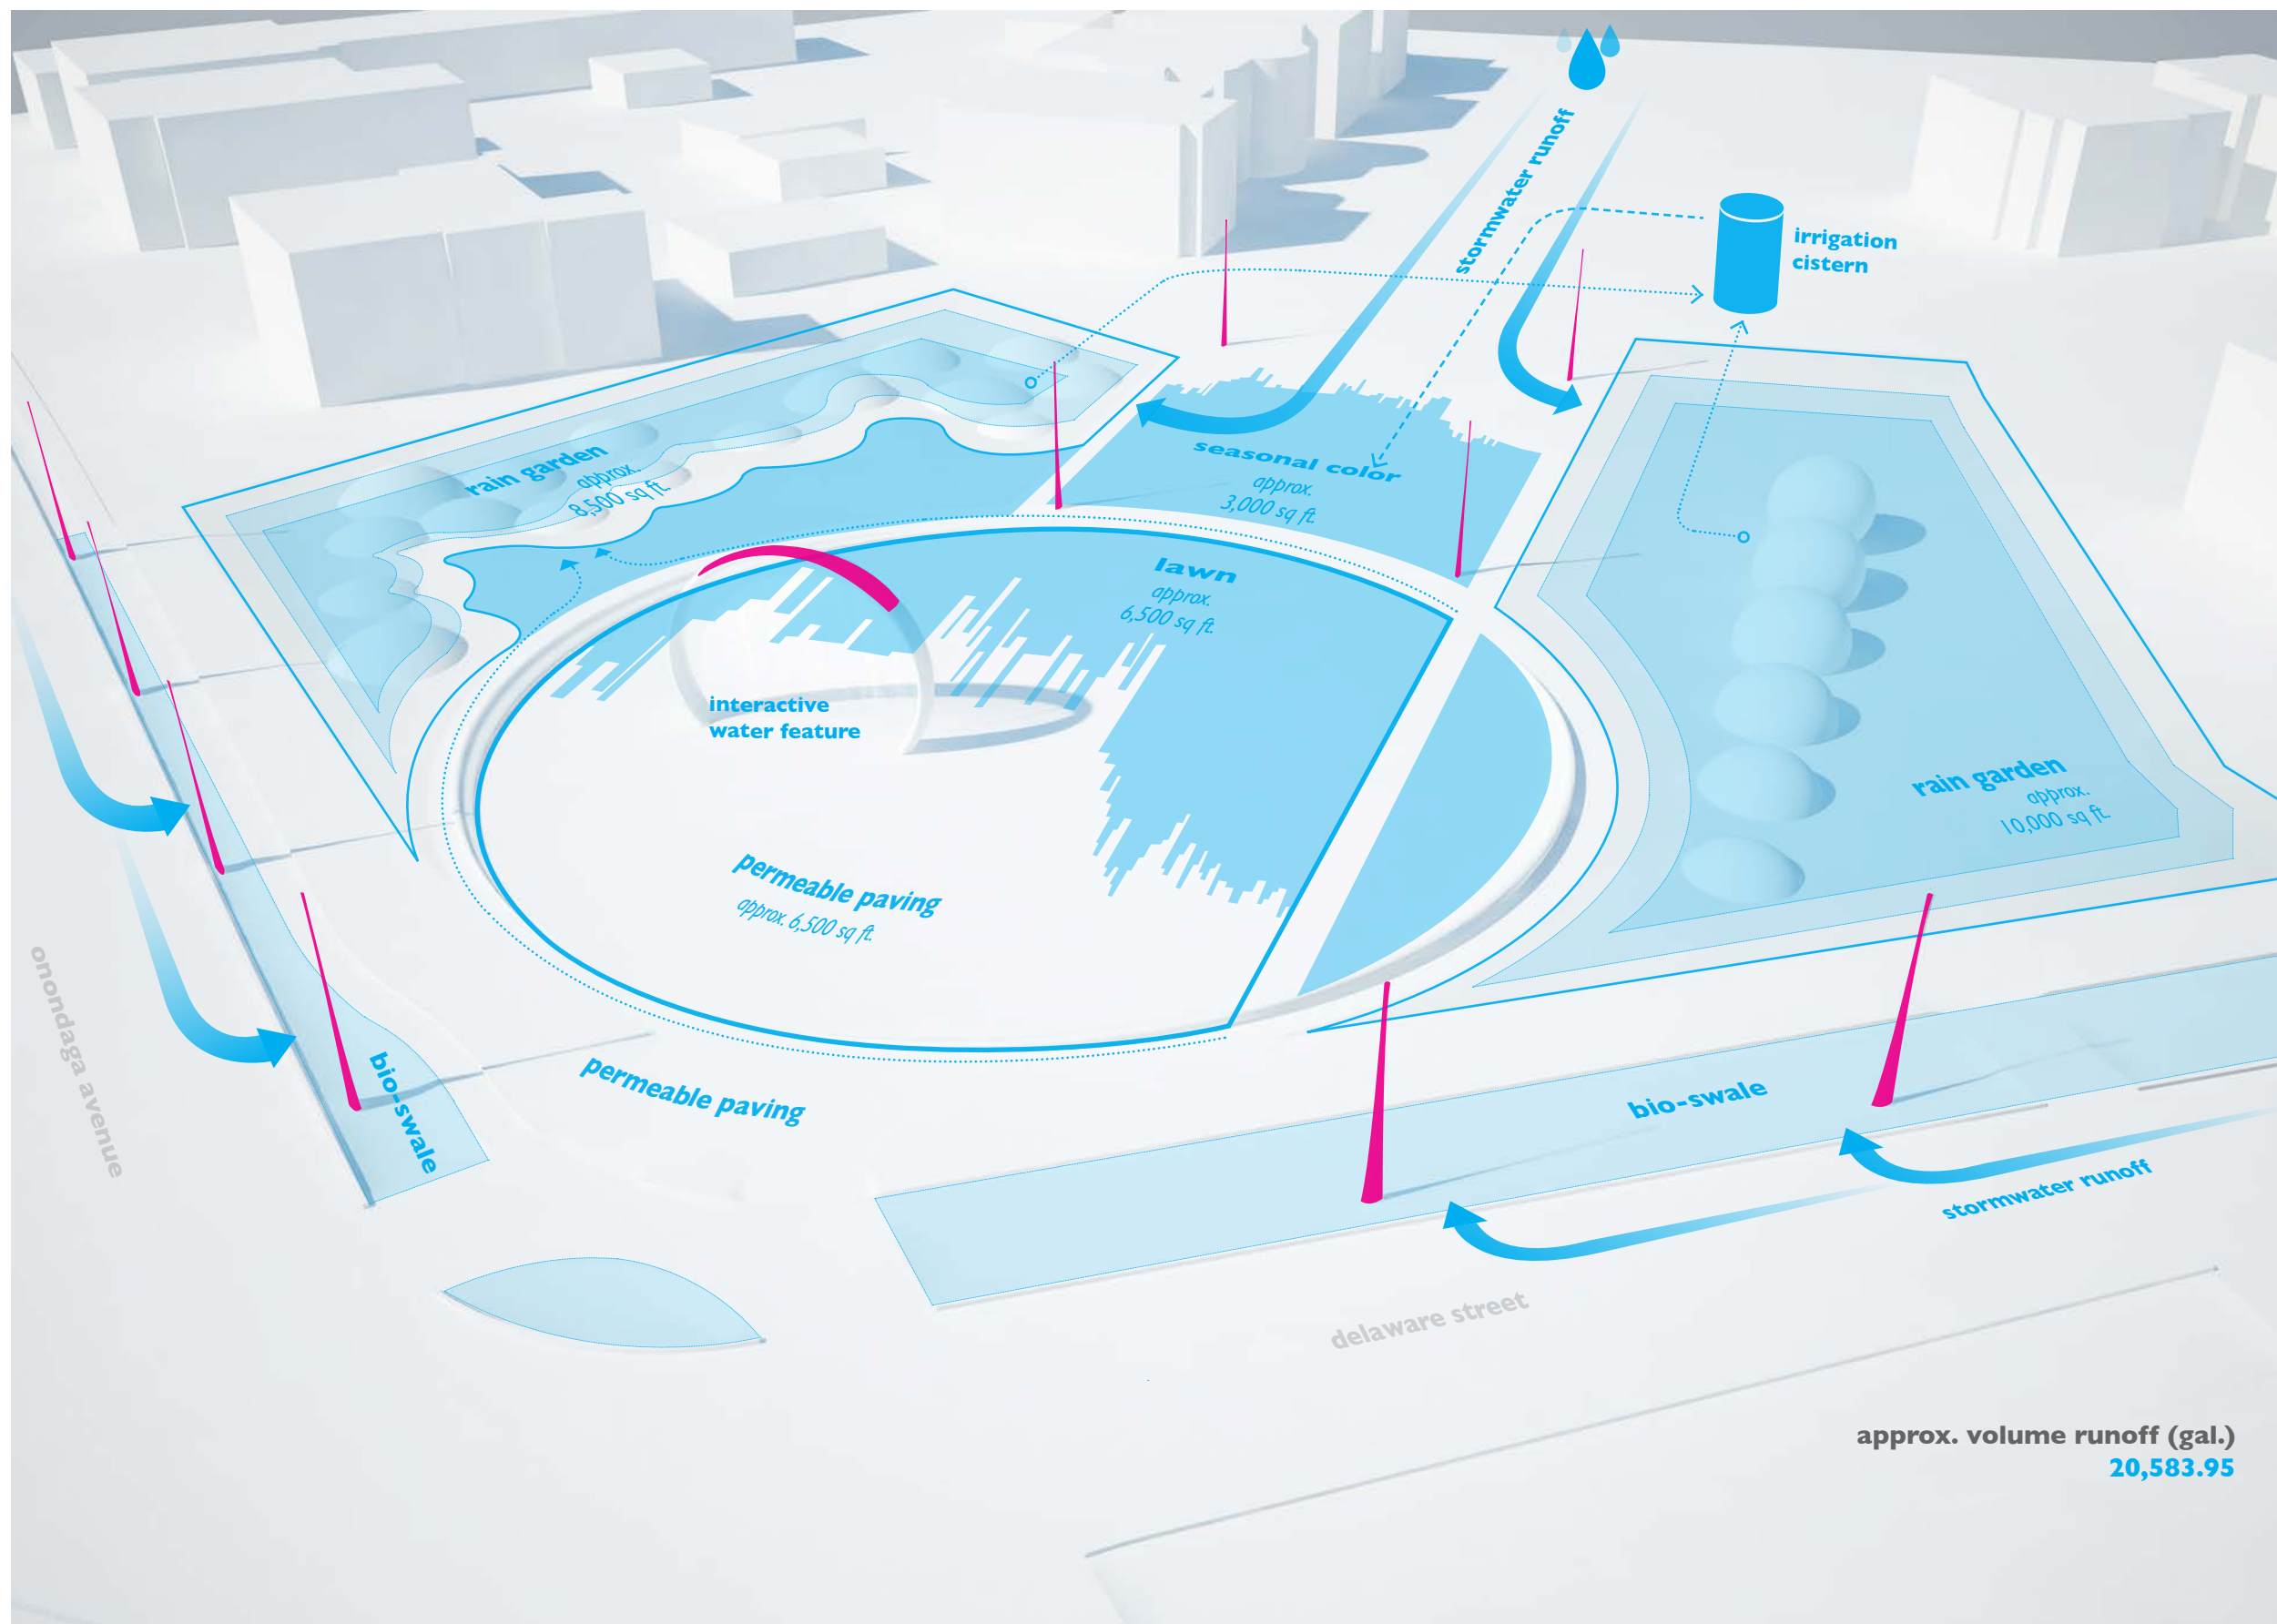 stormwater runoff
irrigation
cistern
rain garden
approx.
8,500 sq ft.
seasonal color
approx.
3,000 sq ft.
lawn
approx.
6,500 sq ft.
interactive
water feature
rain garden
approx.
10,000 sq ft.
permeable paving
approx. 6,500 sq ft.
onondaga avenue
bio-swale
permeable paving
bio-swale
stormwater runoff
delaware street
approx. volume runoff (gal.)
20,583.95